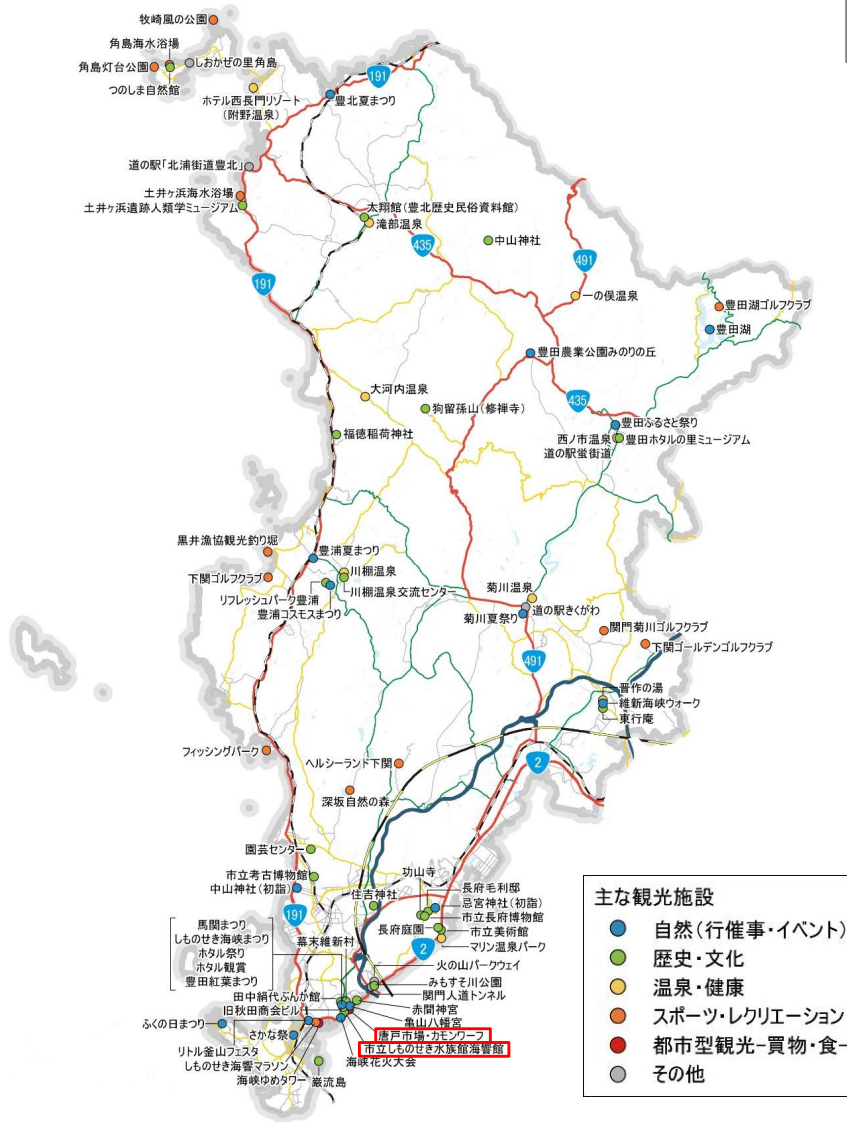 牧崎風の公園
角島海水浴場
しおかぜの里角島
角島灯台公園
つのしま自然館
ホテル西長門リゾート
(附野温泉)
191
豊北夏まつり
道の駅「北浦街道豊北」
土井ヶ浜海水浴場
土井ヶ浜遺跡人類学ミュージアム
太翔館(豊北歴史民俗資料館)
滝部温泉
中山神社
435
491
191
一の俣温泉
豊田湖ゴルフクラブ
豊田湖
豊田農業公園みのりの丘
大河内温泉
狗留孫山(修禅寺)
435
豊田ふるさと祭り
西ノ市温泉
豊田ホタルの里ミュージアム
道の駅蛍街道
福徳稲荷神社
黒井漁協観光釣り堀
豊浦夏まつり
下関ゴルフクラブ
川棚温泉
川棚温泉交流センター
リフレッシュパーク豊浦
豊浦コスモスまつり
菊川温泉
道の駅きくがわ
菊川夏祭り
関門菊川ゴルフクラブ
下関ゴールデンゴルフクラブ
491
晋作の湯
維新海峡ウォーク
東行庵
フィッシングパーク
ヘルシーランド下関
2
深坂自然の森
園芸センター
市立考古博物館
中山神社(初詣)
住吉神社
功山寺
長府毛利邸
忌宮神社(初詣)
市立長府博物館
長府庭園
市立美術館
マリン温泉パーク
191
2
馬関まつり
しものせき海峡まつり
ホタル祭り
ホタル観賞
豊田紅葉まつり
幕末維新村
火の山パークウェイ
みもすそ川公園
関門人道トンネル
田中絹代ぶんか館
旧秋田商会ビル
赤間神宮
亀山八幡宮
ふくの日まつり
さかな祭
唐戸市場・カモンワーフ
市立しものせき水族館海響館
リトル釜山フェスタ
しものせき海響マラソン
海峡花火大会
海峡ゆめタワー
巌流島
主な観光施設
自然(行催事・イベント)
歴史・文化
温泉・健康
スポーツ・レクリエーション
都市型観光-買物・食-
その他